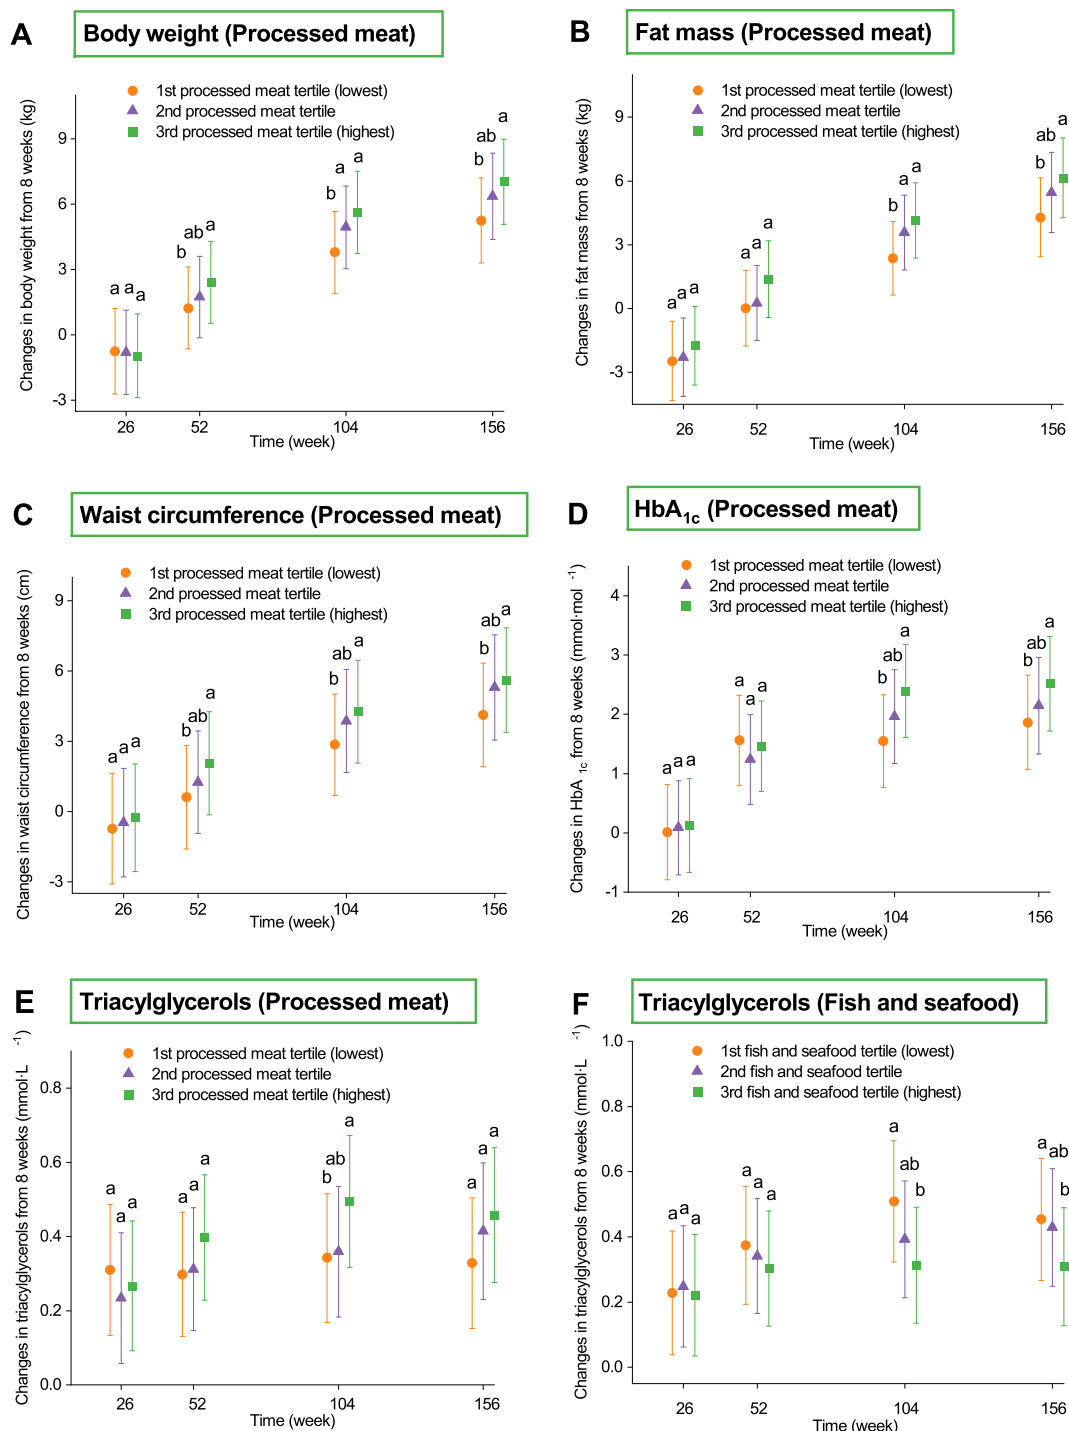 A
Body weight (Processed meat)
1st processed meat tertile (lowest)
2nd processed meat tertile
3rd processed meat tertile (highest)
Changes in body weight from 8 weeks (kg)
9
6
3
0
-3
a a a
b ab a
b a a
b ab a
26 52 104 156
Time (week)
B
Fat mass (Processed meat)
1st processed meat tertile (lowest)
2nd processed meat tertile
3rd processed meat tertile (highest)
Changes in fat mass from 8 weeks (kg)
9
6
3
0
-3
a a a
a a a
b a a
b ab a
26 52 104 156
Time (week)
C
Waist circumference (Processed meat)
1st processed meat tertile (lowest)
2nd proessed meat tertile
3rd processed meat tertile (highest)
Changes in waist circumference from 8 weeks (cm)
9
6
3
0
-3
a a a
b ab a
b ab a
b ab a
26 52 104 156
Time (week)
D
HbA1c (Processed meat)
1st processed meat tertile (lowest)
2nd processed meat tertile
3rd processed meat tertile (highest)
Changes in HbA 1c from 8 weeks (mmol·mol -1)
4
3
2
1
0
-1
a a a
a a a
b ab a
b ab a
26 52 104 156
Time (week)
E
Triacylglycerols (Processed meat)
1st processed meat tertile (lowest)
2nd processed meat tertile
3rd processed meat tertile (highest)
Changes in triacylglycerols from 8 weeks (mmol·L -1)
0.8
0.6
0.4
0.2
0.0
a a a
a a a
b ab a
a a a
26 52 104 156
Time (week)
F
Triacylglycerols (Fish and seafood)
1st fish and seafood tertile (lowest)
2nd fish and seafood tertile
3rd fish and seafood tertile (highest)
Changes in triacylglycerols from 8 weeks (mmol·L -1)
1.0
0.8
0.6
0.4
0.2
0.0
a a a
a a a
a ab b
a ab b
26 52 104 156
Time (week)